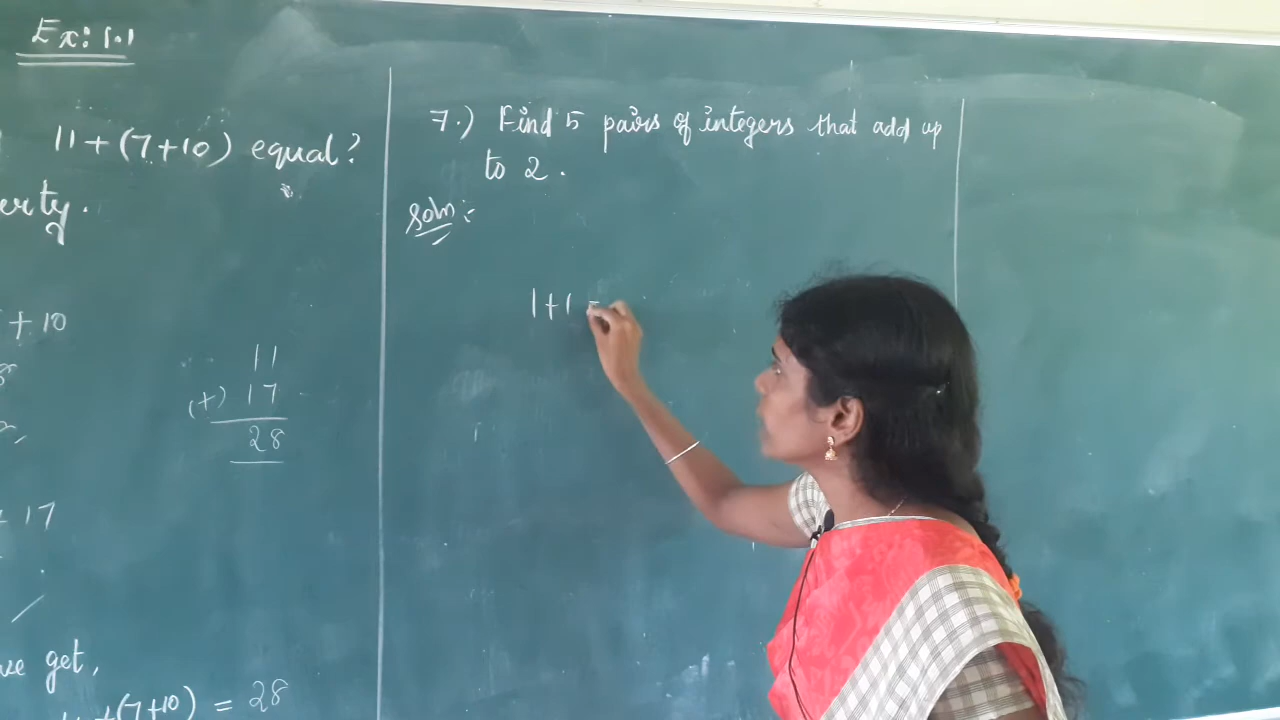 Ex: 1.1
11 + (7+10) equal?
erty.
+ 10
11
(+) 17
28
+ 17
we get,
+ (7+10) = 28
7.) Find 5 pairs of integers that add up
to 2.
Soln:
1+1 =